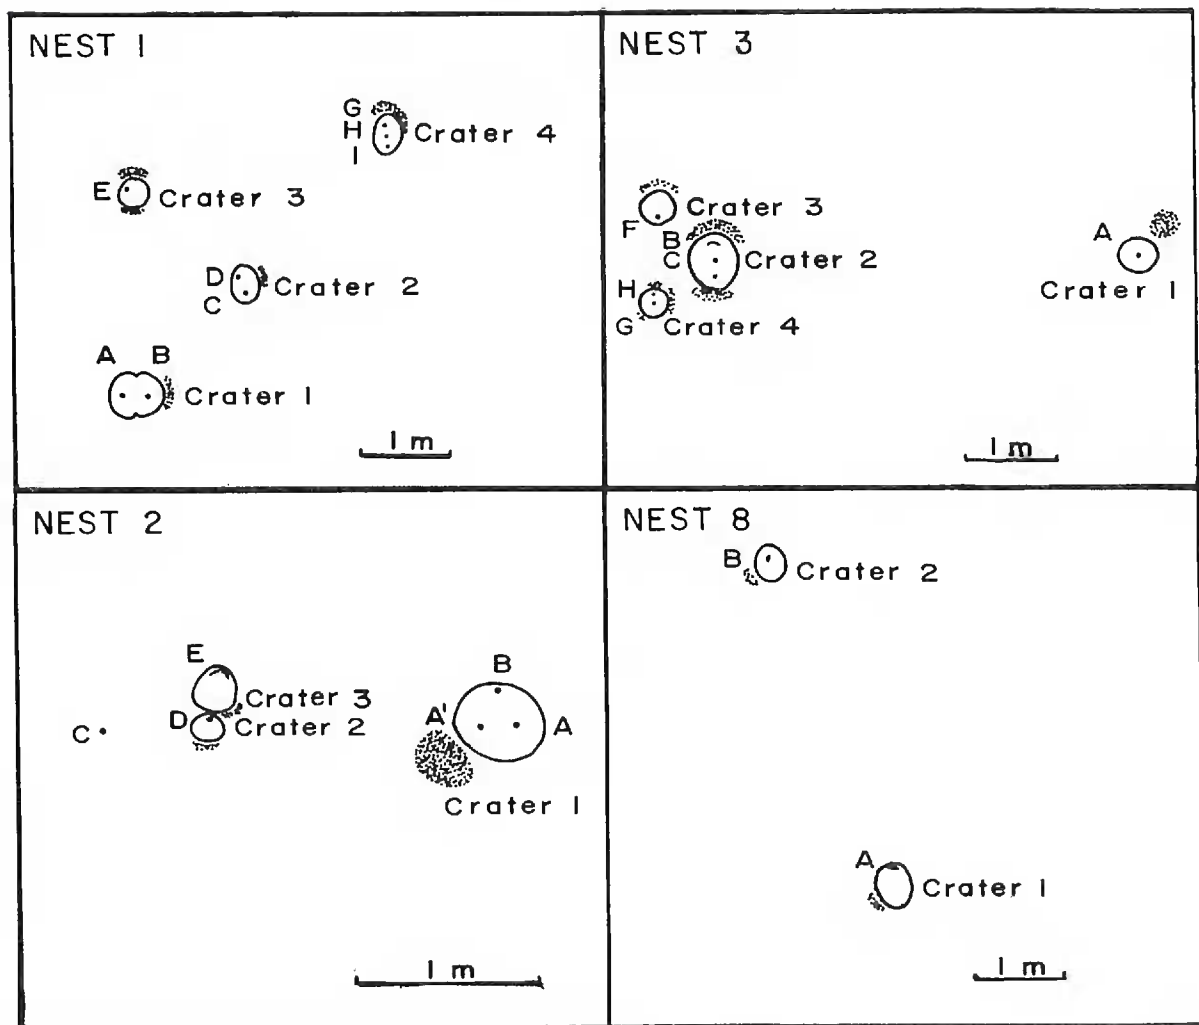 NEST 1
G
H Crater 4
I
E Crater 3
D Crater 2
C
A B
Crater 1
1 m
NEST 3
Crater 3
F
B
C Crater 2
A
Crater 1
H
G Crater 4
1 m
NEST 2
E
Crater 3
D Crater 2
C
B
A' A
Crater 1
1 m
NEST 8
B Crater 2
A
Crater 1
1 m